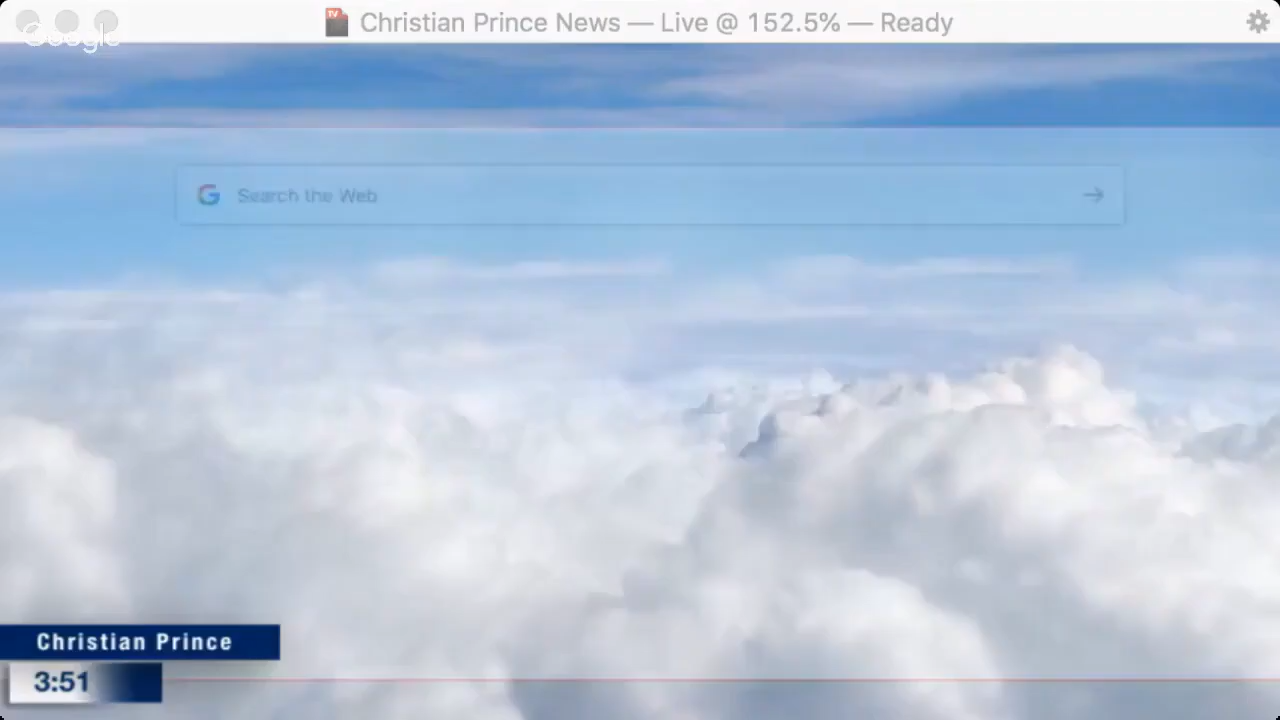 Christian Prince News — Live @ 152.5% — Ready
Google
Search the Web
Christian Prince
3:51